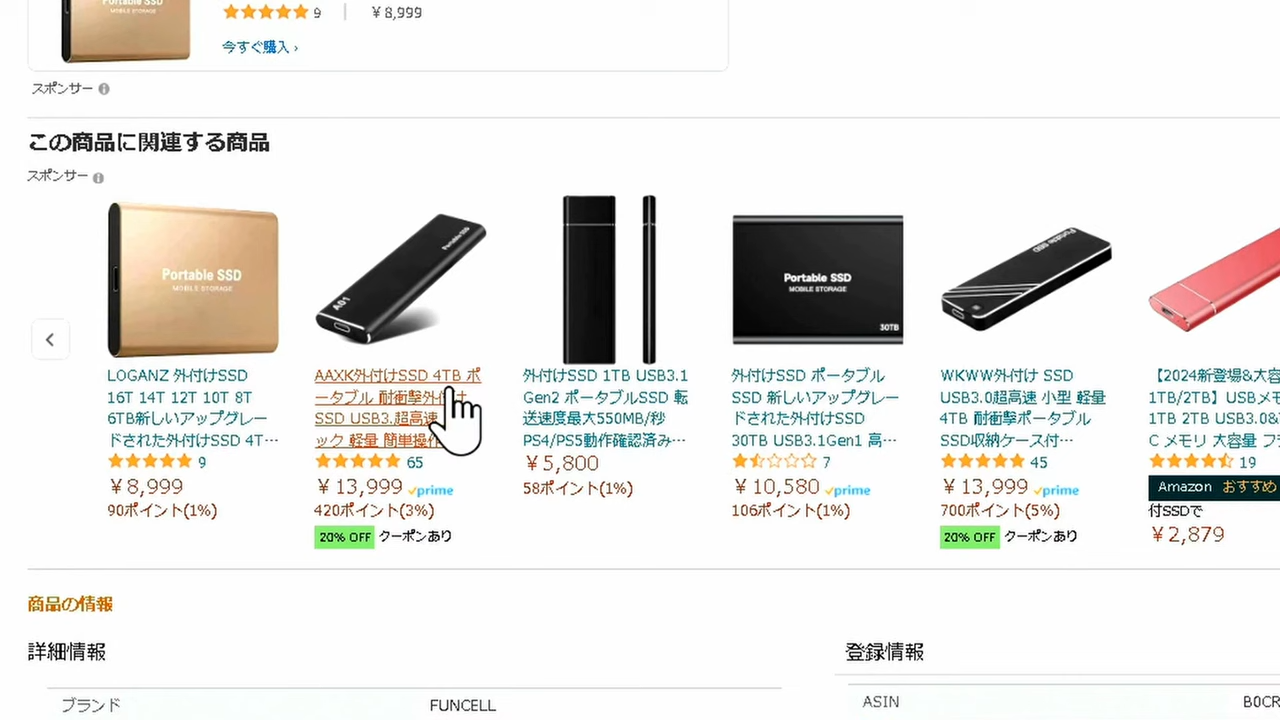 Portable SSD
MOBILE STORAGE
9
￥8,999
今すぐ購入 ›
スポンサー
この商品に関連する商品
スポンサー
Portable SSD
MOBILE STORAGE
LOGANZ 外付けSSD
16T 14T 12T 10T 8T
6TB新しいアップグレー
ドされた外付けSSD 4T…
9
￥8,999
90ポイント(1%)
Portable SSD
A01
AAXK外付けSSD 4TB ポ
ータブル 耐衝撃外付け
SSD USB3.超高速
ック 軽量 簡単操作
65
￥13,999 prime
420ポイント(3%)
20% OFF クーポンあり
外付けSSD 1TB USB3.1
Gen2 ポータブルSSD 転
送速度最大550MB/秒
PS4/PS5動作確認済み…
￥5,800
58ポイント(1%)
Portable SSD
MOBILE STORAGE
30TB
外付けSSD ポータブル
SSD 新しいアップグレー
ドされた外付けSSD
30TB USB3.1Gen1 高…
7
￥10,580 prime
106ポイント(1%)
Portable SSD
WKWW外付け SSD
USB3.0超高速 小型 軽量
4TB 耐衝撃ポータブル
SSD収納ケース付…
45
￥13,999 prime
700ポイント(5%)
20% OFF クーポンあり
【2024新登場&大容
1TB/2TB】USBメモ
1TB 2TB USB3.0&
C メモリ 大容量 フラ
19
Amazon おすすめ
付SSDで
￥2,879
商品の情報
詳細情報
ブランド FUNCELL
登録情報
ASIN B0CR